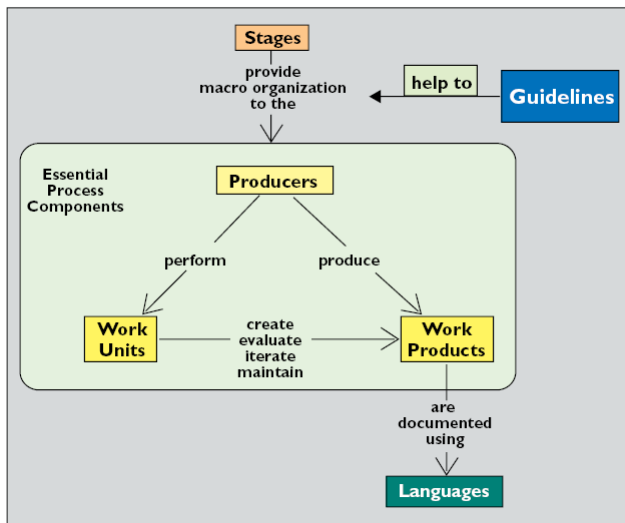 Stages
provide
macro organization
to the
help to
Guidelines
Essential
Process
Components
Producers
perform
produce
Work
Units
create
evaluate
iterate
maintain
Work
Products
are
documented
using
Languages